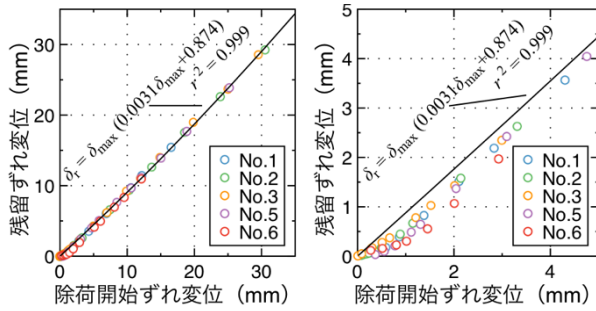 残留ずれ変位 (mm)
30
20
10
0
δr = δmax (0.0031δmax+0.874)
r² = 0.999
No.1
No.2
No.3
No.5
No.6
0 10 20 30
除荷開始ずれ変位 (mm)
残留ずれ変位 (mm)
5
4
3
2
1
0
δr = δmax (0.0031δmax+0.874)
r² = 0.999
No.1
No.2
No.3
No.5
No.6
0 2 4
除荷開始ずれ変位 (mm)